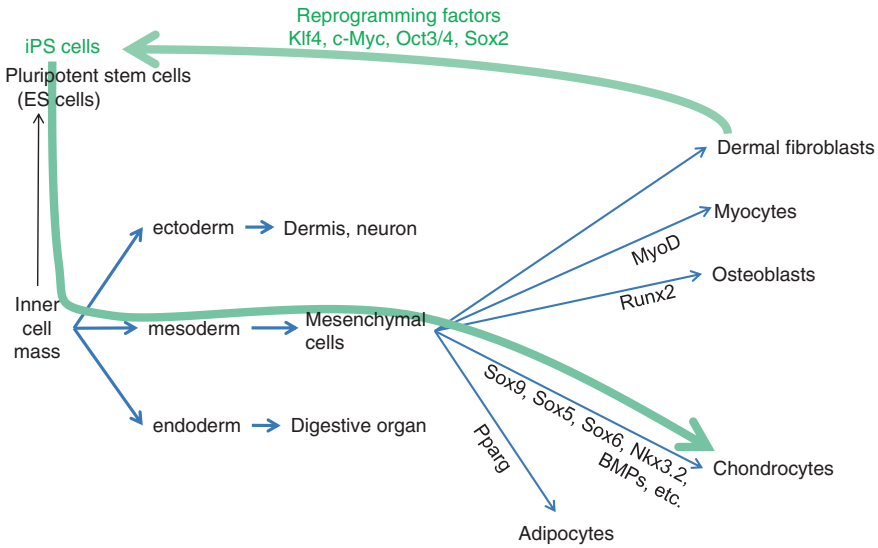 Reprogramming factors
Klf4, c-Myc, Oct3/4, Sox2
iPS cells
Pluripotent stem cells
(ES cells)
Dermal fibroblasts
Myocytes
MyoD
Osteoblasts
Runx2
ectoderm
Dermis, neuron
Inner
cell
mass
mesoderm
Mesenchymal
cells
endoderm
Digestive organ
Sox9, Sox5, Sox6, Nkx3.2,
BMPs, etc.
Chondrocytes
Pparg
Adipocytes